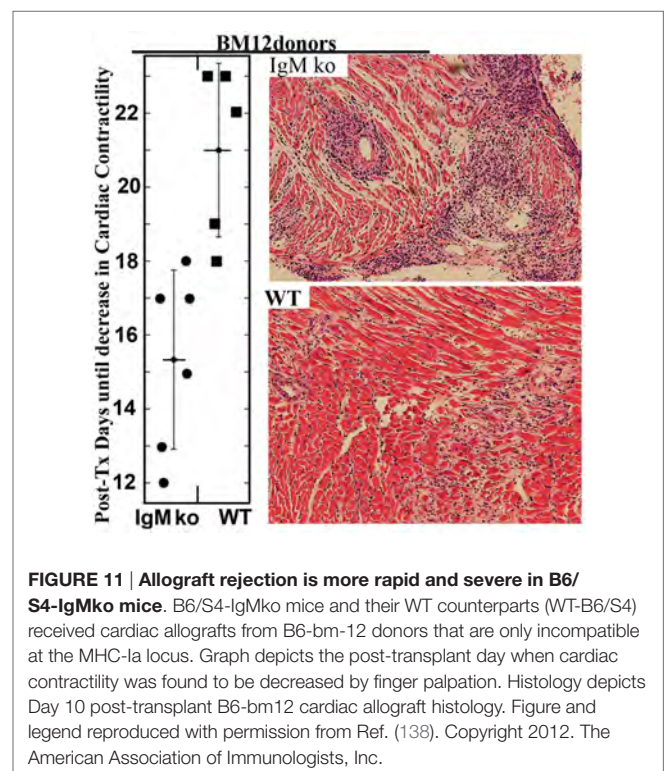 BM12donors
Post-Tx Days until decrease in Cardiac Contractility
22
20
18
16
14
12
IgM ko
WT
IgM ko
WT
FIGURE 11 | Allograft rejection is more rapid and severe in B6/
S4-IgMko mice. B6/S4-IgMko mice and their WT counterparts (WT-B6/S4)
received cardiac allografts from B6-bm-12 donors that are only incompatible
at the MHC-Ia locus. Graph depicts the post-transplant day when cardiac
contractility was found to be decreased by finger palpation. Histology depicts
Day 10 post-transplant B6-bm12 cardiac allograft histology. Figure and
legend reproduced with permission from Ref. (138). Copyright 2012. The
American Association of Immunologists, Inc.